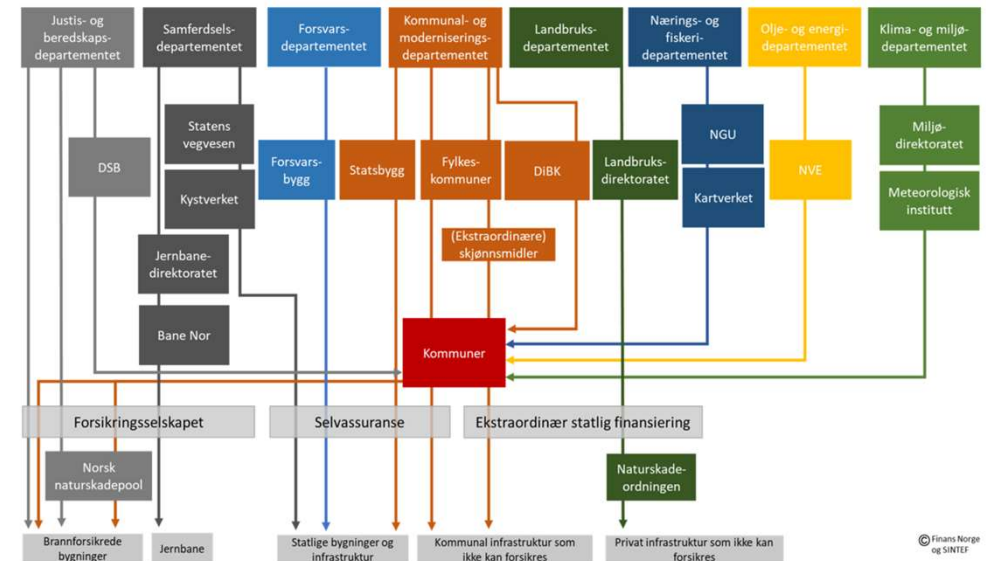 Justis- og
beredskaps-
departementet
Samferdsels-
departementet
Forsvars-
departementet
Kommunal- og
moderniserings-
departementet
Landbruks-
departementet
Nærings- og
fiskeri-
departementet
Olje- og energi-
departementet
Klima- og miljø-
departementet
DSB
Statens
vegvesen
Kystverket
Forsvars-
bygg
Statsbygg
Fylkes-
kommuner
DiBK
Landbruks-
direktoratet
NGU
Kartverket
NVE
Miljø-
direktoratet
Meteorologisk
institutt
(Ekstraordinære)
skjønnsmidler
Jernbane-
direktoratet
Bane Nor
Kommuner
Forsikringsselskapet
Selvassuranse
Ekstraordinær statlig finansiering
Norsk
naturskadepool
Naturskade-
ordningen
Brannforsikrede
bygninger
Jernbane
Statlige bygninger og
infrastruktur
Kommunal infrastruktur som
ikke kan forsikres
Privat infrastruktur som ikke kan
forsikres
© Finans Norge
og SINTEF